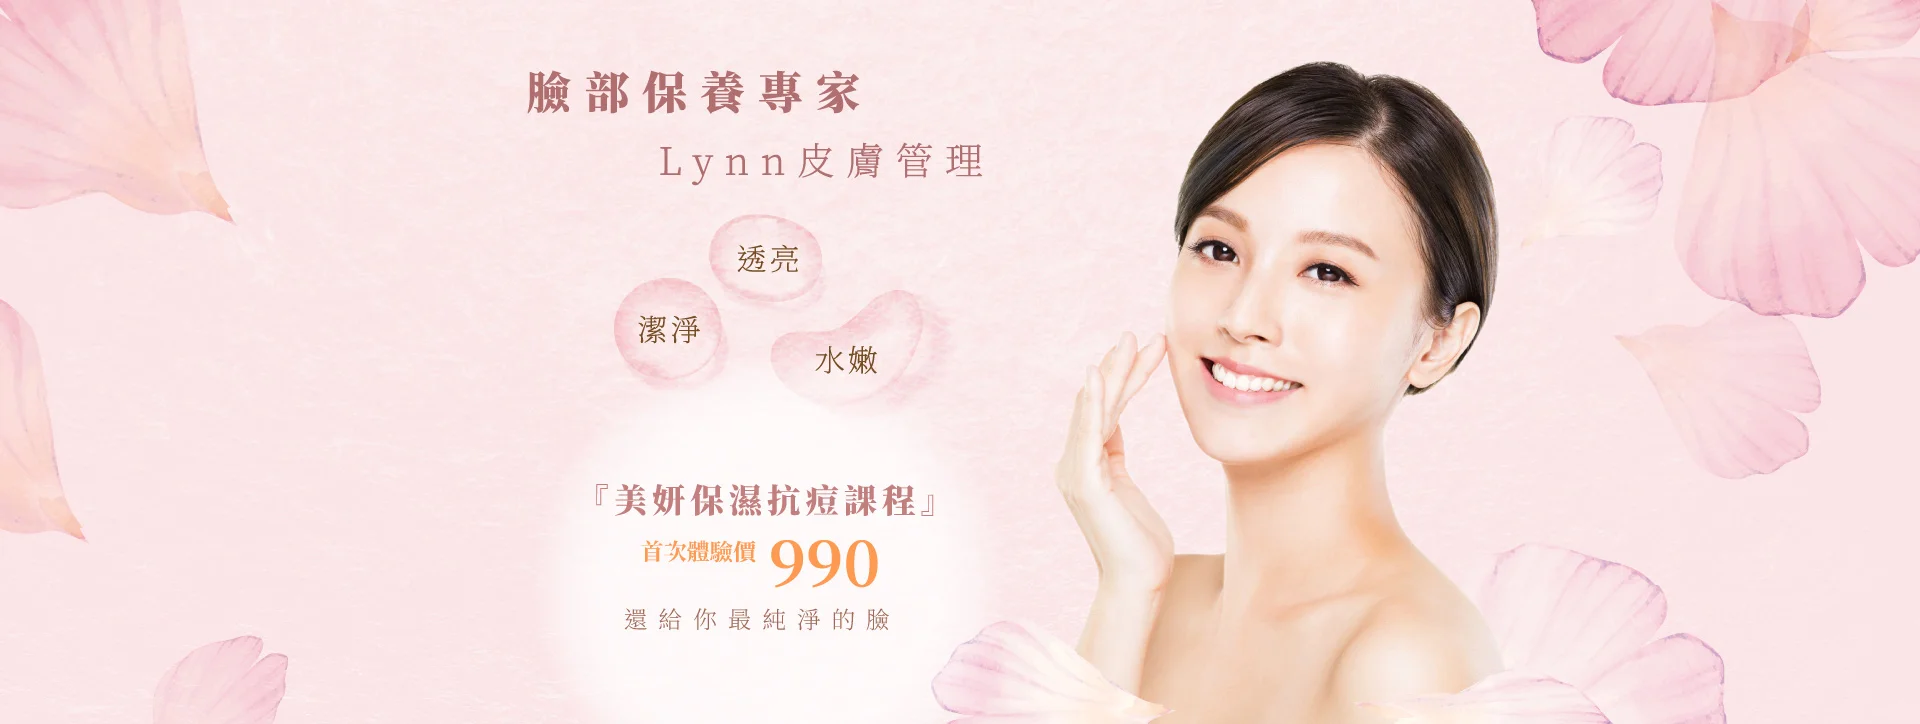 臉部保養專家
Lynn皮膚管理
透亮
潔淨
水嫩
『美妍保濕抗痘課程』
首次體驗價 990
還給你最純淨的臉